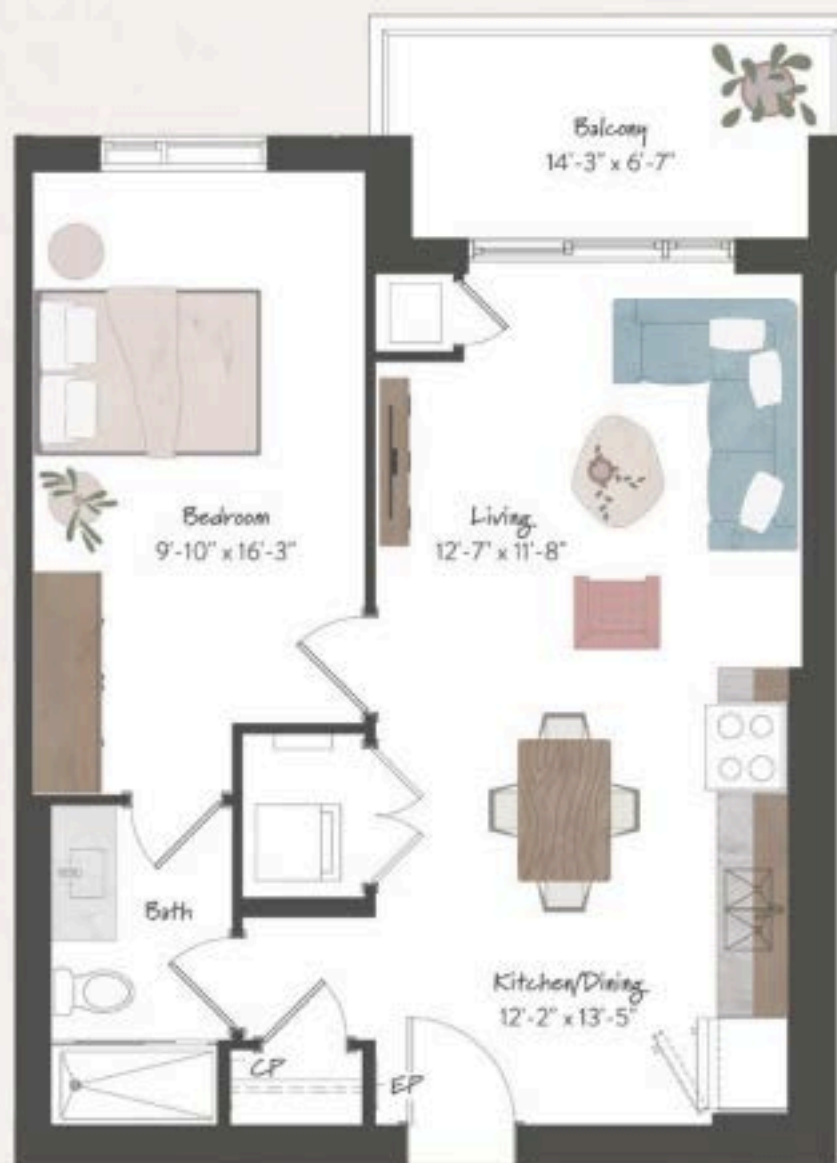 Balcony
14'-3" x 6'-7"
Bedroom
9'-10" x 16'-3"
Living
12'-7" x 11'-8"
Bath
Kitchen/Dining
12'-2" x 13'-5"
CP
EP